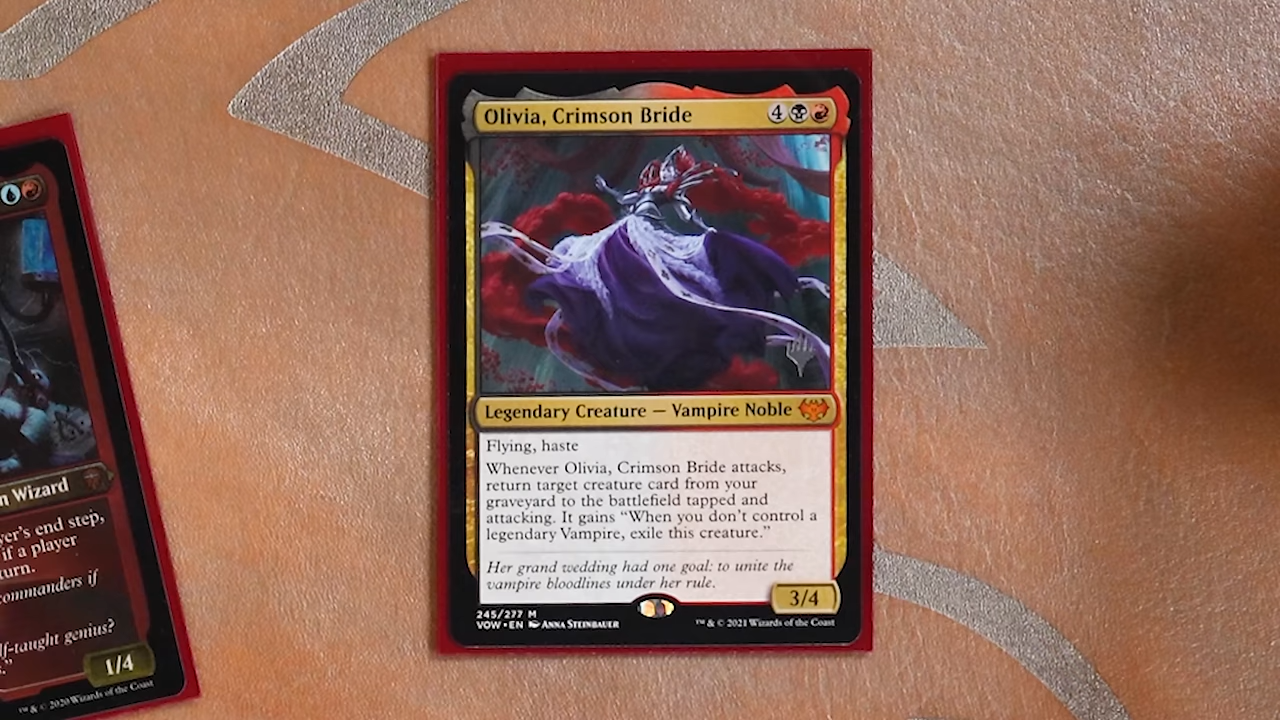 Olivia, Crimson Bride 4
Legendary Creature — Vampire Noble
Flying, haste
Whenever Olivia, Crimson Bride attacks,
return target creature card from your
graveyard to the battlefield tapped and
attacking. It gains “When you don’t control a
legendary Vampire, exile this creature.”
Her grand wedding had one goal: to unite the
vampire bloodlines under her rule.
3/4
245/277 M
VOW • EN Anna Steinbauer
™ & © 2021 Wizards of the Coast
n Wizard
yer's end step,
if a player
turn.
commanders if
lf-taught genius?
."
1/4
™ & © 2020 Wizards of the Coast